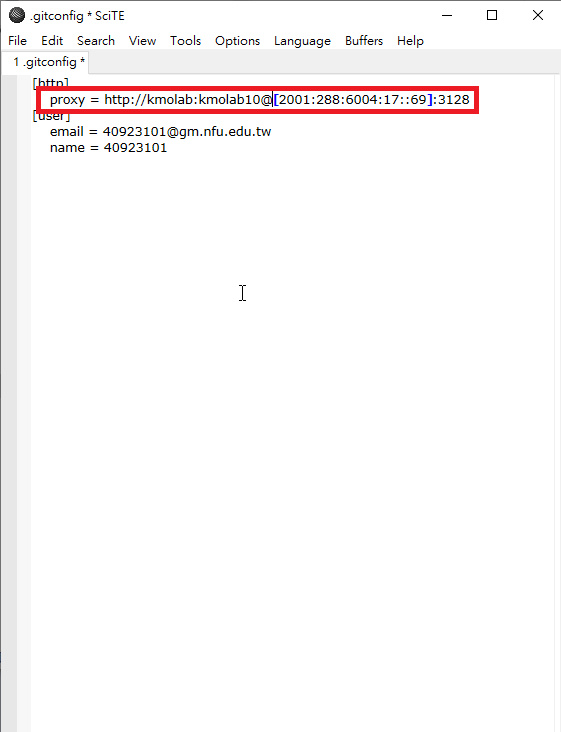 .gitconfig * SciTE
File Edit Search View Tools Options Language Buffers Help
1 .gitconfig *
[http]
proxy = http://kmolab:kmolab10@[2001:288:6004:17::69]:3128
[user]
email = 40923101@gm.nfu.edu.tw
name = 40923101